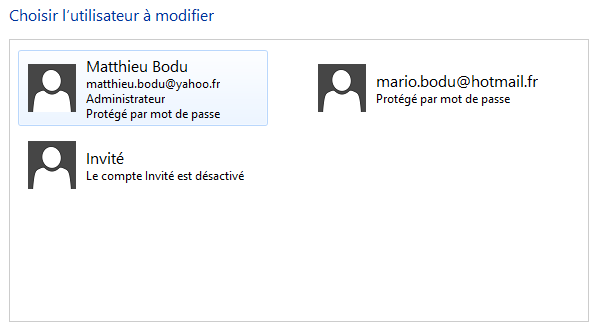 Choisir l'utilisateur à modifier
Matthieu Bodu
matthieu.bodu@yahoo.fr
Administrateur
Protégé par mot de passe
mario.bodu@hotmail.fr
Protégé par mot de passe
Invité
Le compte Invité est désactivé